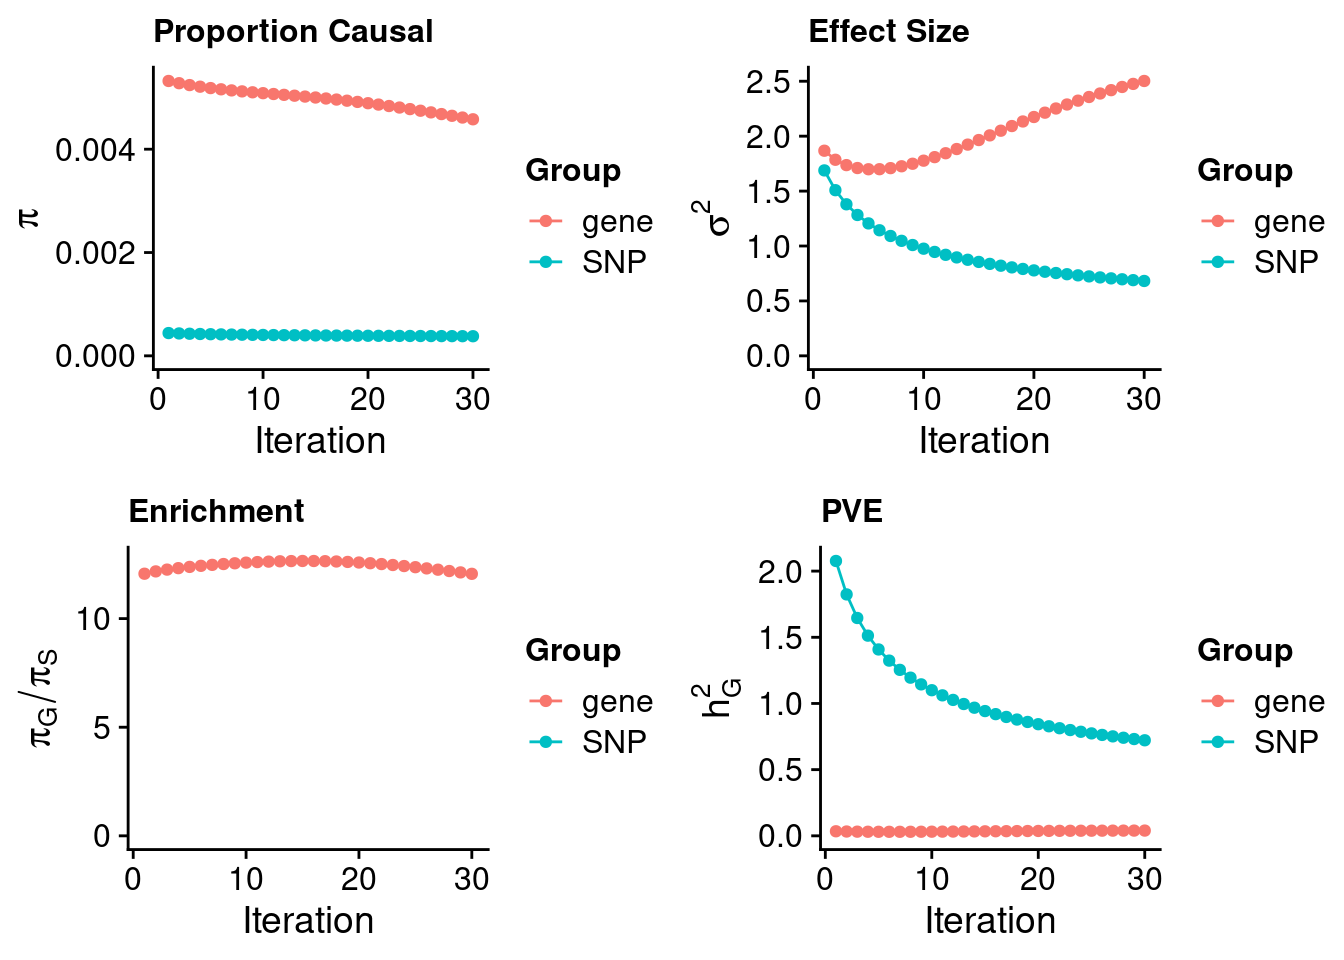 Proportion Causal
π
0.004
0.002
0.000
0 10 20 30
Iteration
Group
gene
SNP
Effect Size
σ²
2.5
2.0
1.5
1.0
0.5
0.0
0 10 20 30
Iteration
Group
gene
SNP
Enrichment
π_G/π_S
10
5
0
0 10 20 30
Iteration
Group
gene
SNP
PVE
h²_G
2.0
1.5
1.0
0.5
0.0
0 10 20 30
Iteration
Group
gene
SNP